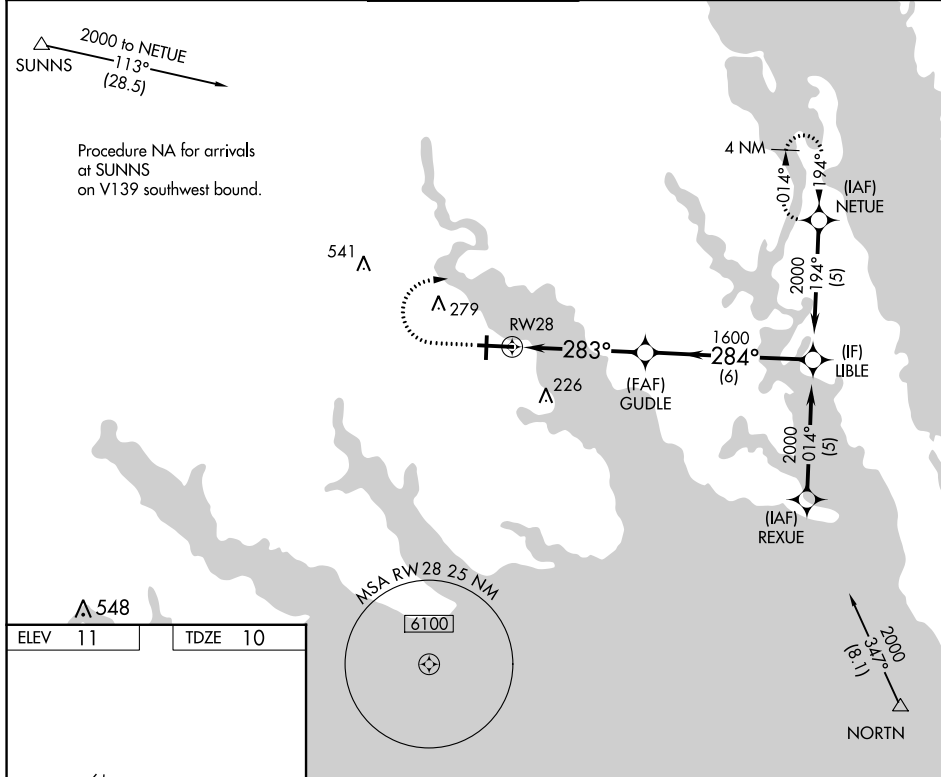 2000 to NETUE
SUNNS
113°
(28.5)
Procedure NA for arrivals
at SUNNS
on V139 southwest bound.
4 NM
014°
194°
(IAF)
NETUE
2000
194°
(5)
541
279
RW28
283°
(FAF)
GUDLE
1600
284°
(6)
(IF)
LIBLE
226
2000
014°
(5)
(IAF)
REXUE
MSA RW 28 25 NM
6100
548
ELEV 11
TDZE 10
2000
347°
(8.1)
NORTN